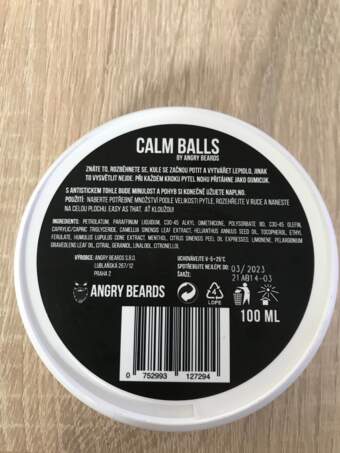 CALM BALLS
BY ANGRY BEARDS
ZNÁTE TO, ROZBĚHNETE SE, KULE SE ZAČNOU POTIT A VYTVÁŘET LEPIDLO, JINAK
TO VYSVĚTLIT NEJDE. PŘI KAŽDÉM KROKU PYTEL NOHU PŘITÁHNE JAKO GUMICUK.
S ANTISTICKEM TOHLE BUDE MINULOST A POHYB SI KONEČNĚ UŽIJETE NAPLNO.
POUŽITÍ: NABERTE POTŘEBNÉ MNOŽSTVÍ PODLE VELIKOSTI PYTLE, ROZEHŘEJTE V RUCE A NANESTE
NA CELOU PLOCHU. EASY AS THAT. AŤ KLOUŽOU!
INGREDIENTS: PETROLATUM, PARAFFINUM LIQUIDUM, C30-45 ALKYL DIMETHICONE, POLYSORBATE 80, C30-45 OLEFIN,
CAPRYLIC/CAPRIC TRIGLYCERIDE, CAMELLIA SINENSIS LEAF EXTRACT, HELIANTHUS ANNUUS SEED OIL, TOCOPHEROL, ETHYL
FERULATE, HUMULUS LUPULUS CONE EXTRACT, MENTHOL, CITRUS SINENSIS PEEL OIL EXPRESSED, LIMONENE, PELARGONIUM
GRAVEOLENS LEAF OIL, CITRAL, GERANIOL, LINALOOL, CITRONELLOL.
VÝROBCE: ANGRY BEARDS S.R.O.
LUBLAŇSKÁ 267/12
PRAHA 2
UCHOVÁVEJTE V +5-+25°C
SPOTŘEBUJTE NEJLÉPE DO: 03/2023
ŠARŽE: 21AB14-03
ANGRY BEARDS
4
LDPE
100 ML
0 752993 127294